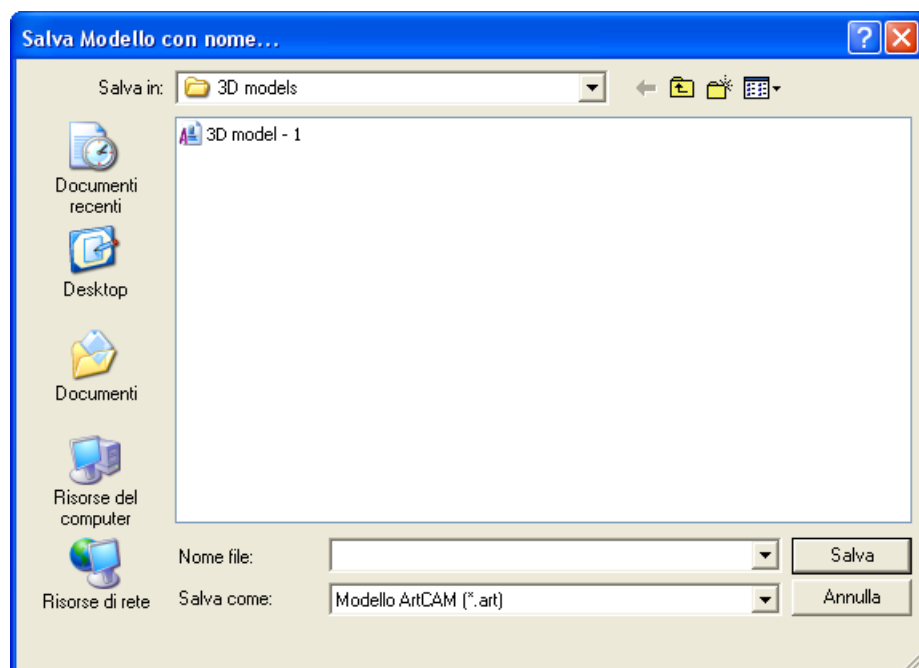 Salva Modello con nome...
Salva in:
3D models
3D model - 1
Documenti
recenti
Desktop
Documenti
Risorse del
computer
Risorse di rete
Nome file:
Salva
Salva come:
Modello ArtCAM (*.art)
Annulla